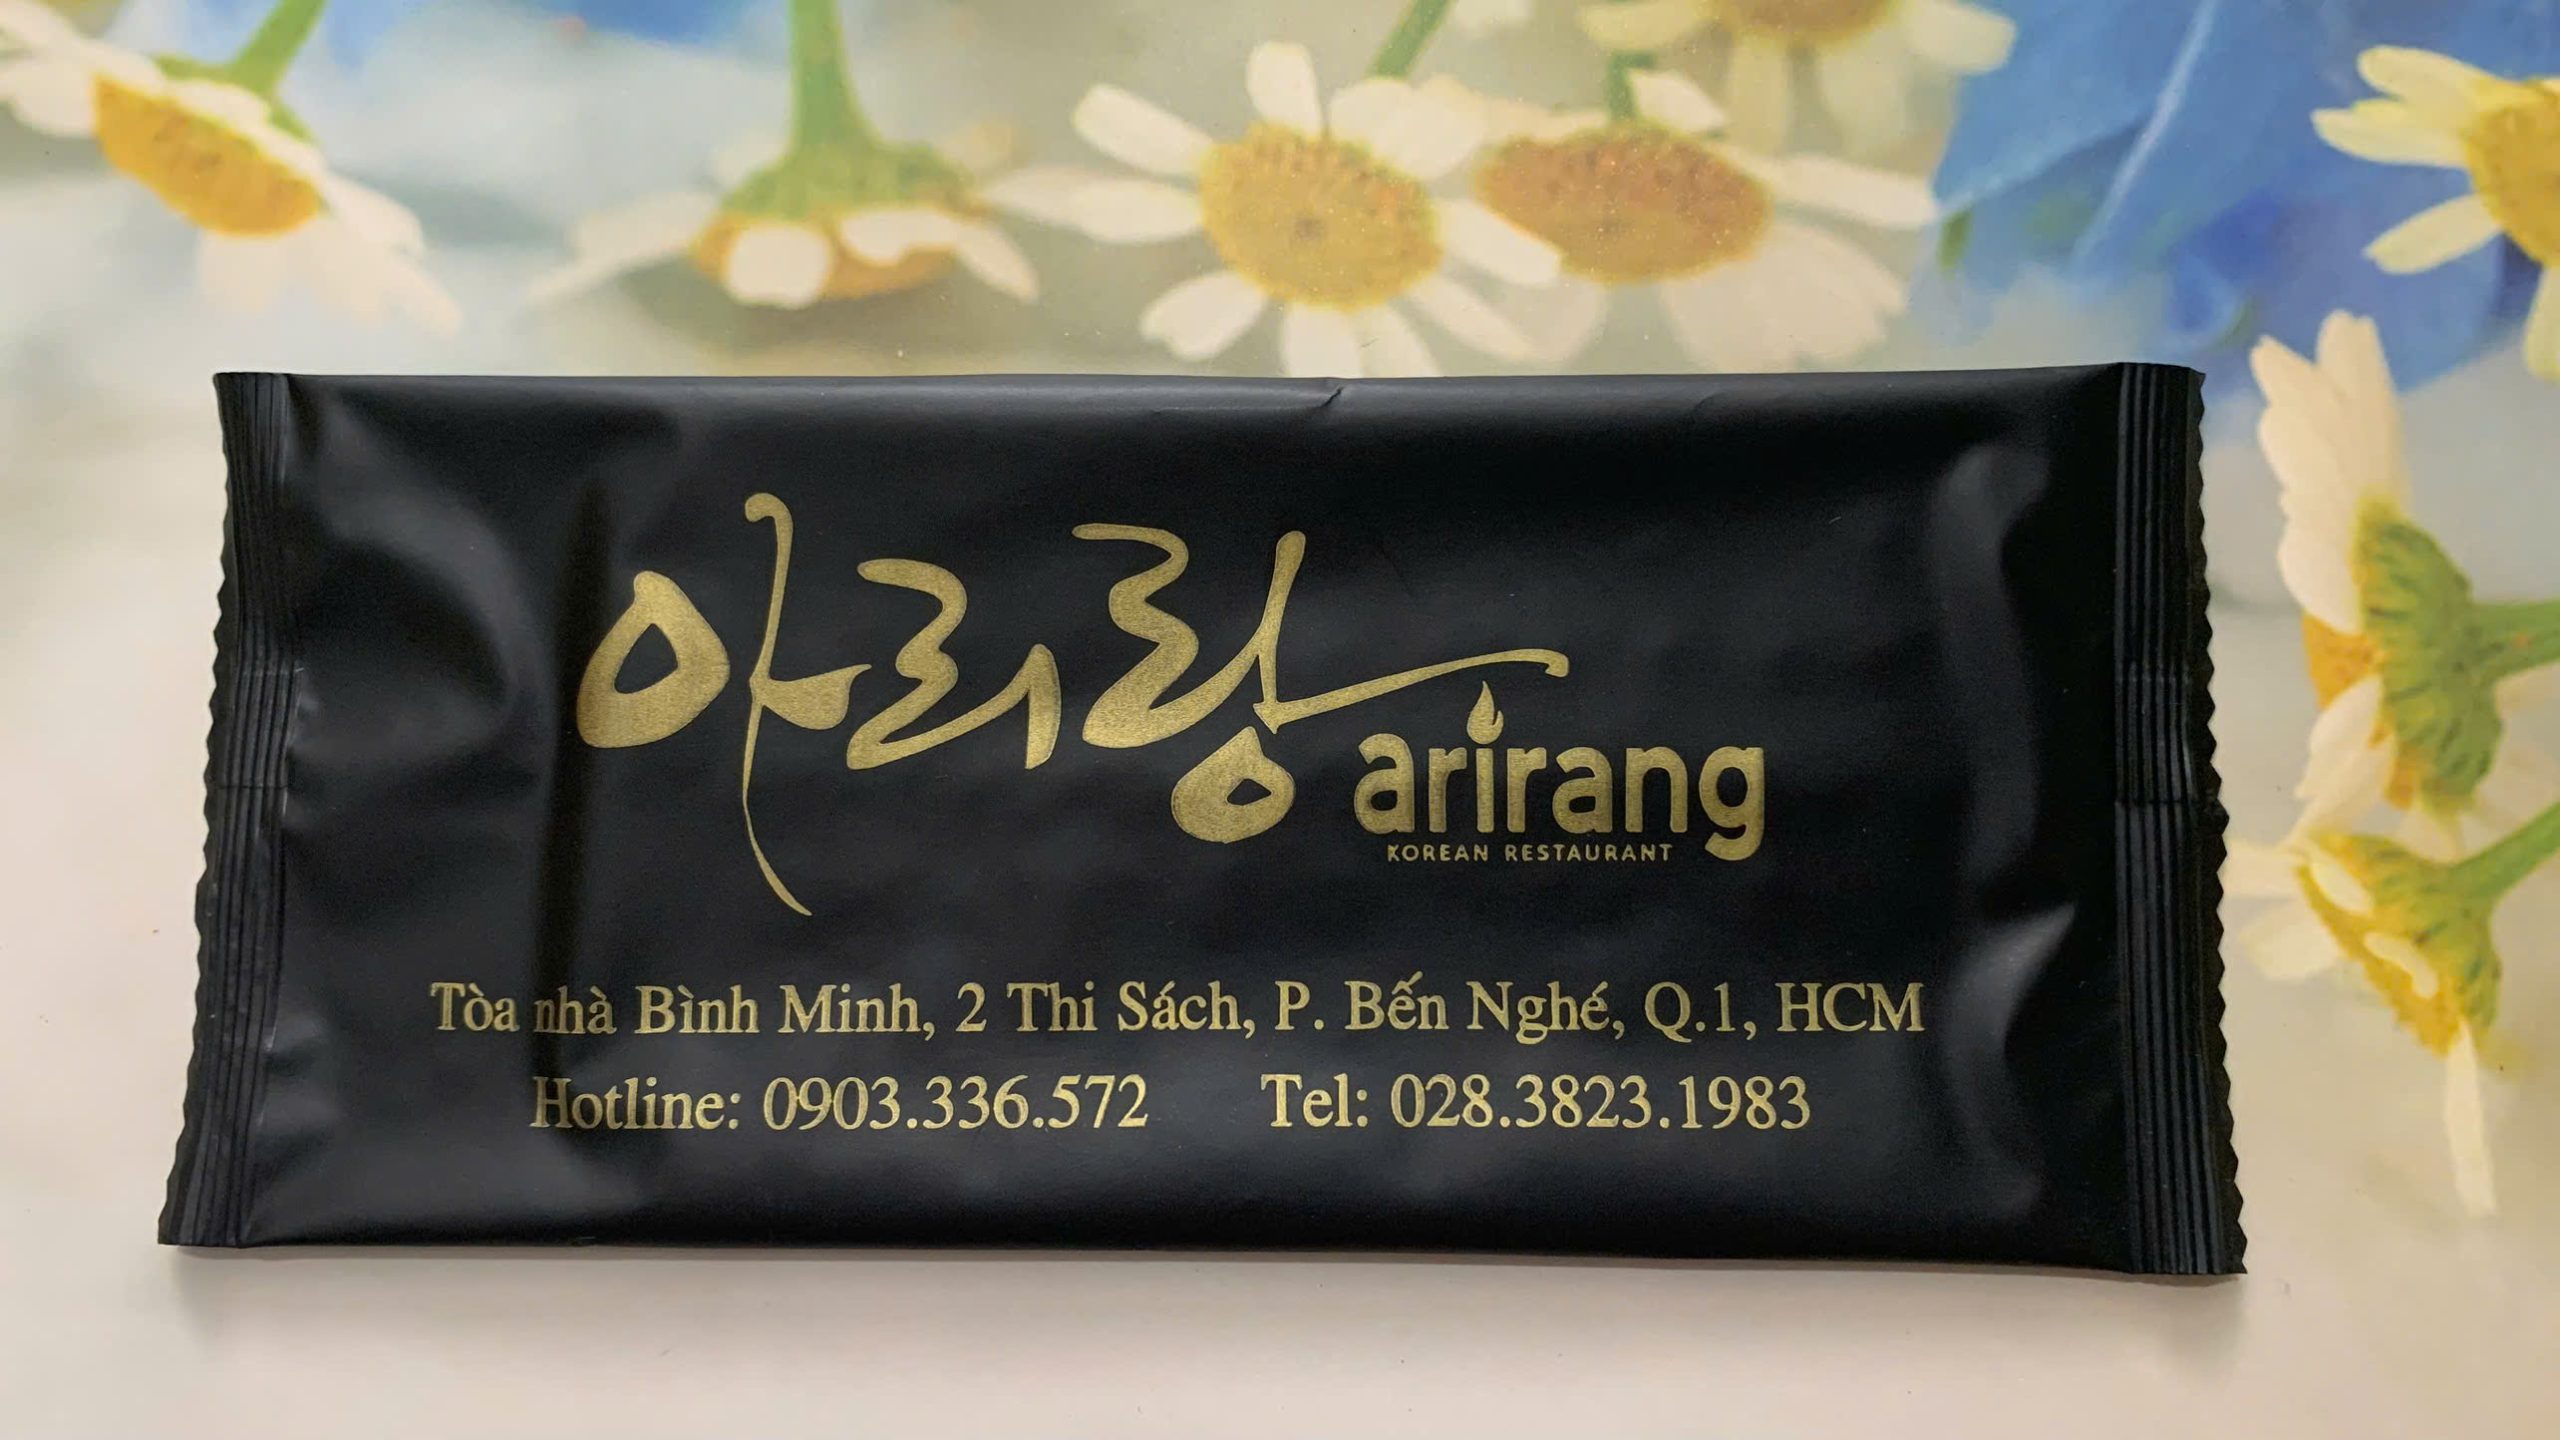 아리랑
arirang
KOREAN RESTAURANT
Tòa nhà Bình Minh, 2 Thi Sách, P. Bến Nghé, Q.1, HCM
Hotline: 0903.336.572 Tel: 028.3823.1983